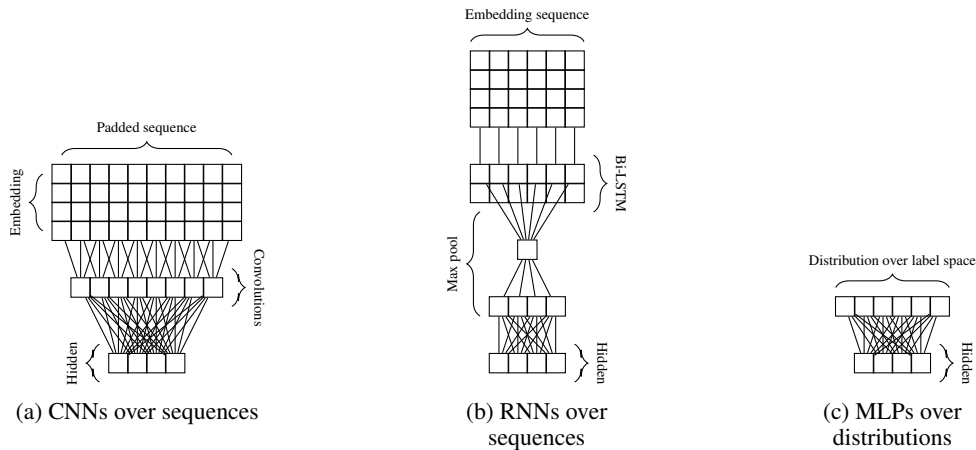 Padded sequence
Embedding
Convolutions
Hidden
(a) CNNs over sequences
Embedding sequence
Bi-LSTM
Max pool
Hidden
(b) RNNs over
sequences
Distribution over label space
Hidden
(c) MLPs over
distributions